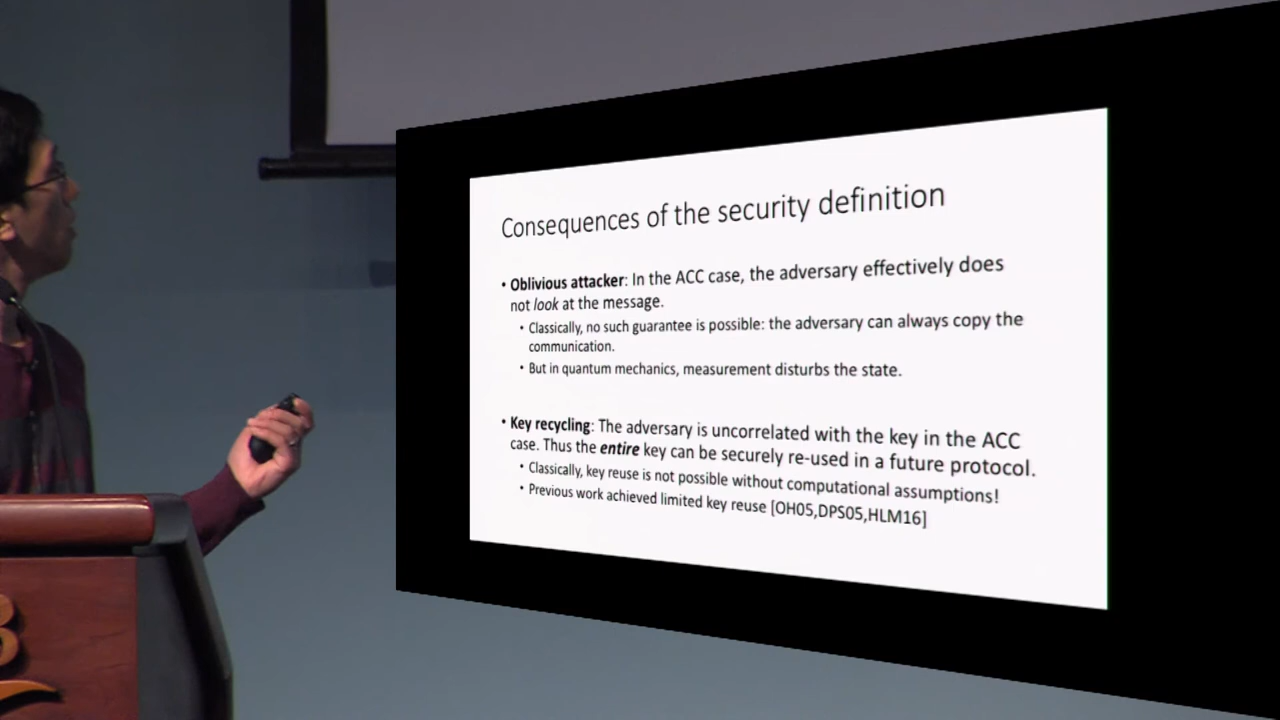 Consequences of the security definition
• Oblivious attacker: In the ACC case, the adversary effectively does
not look at the message.
• Classically, no such guarantee is possible: the adversary can always copy the
communication.
• But in quantum mechanics, measurement disturbs the state.
• Key recycling: The adversary is uncorrelated with the key in the ACC
case. Thus the entire key can be securely re-used in a future protocol.
• Classically, key reuse is not possible without computational assumptions!
• Previous work achieved limited key reuse [OH05,DPS05,HLM16]